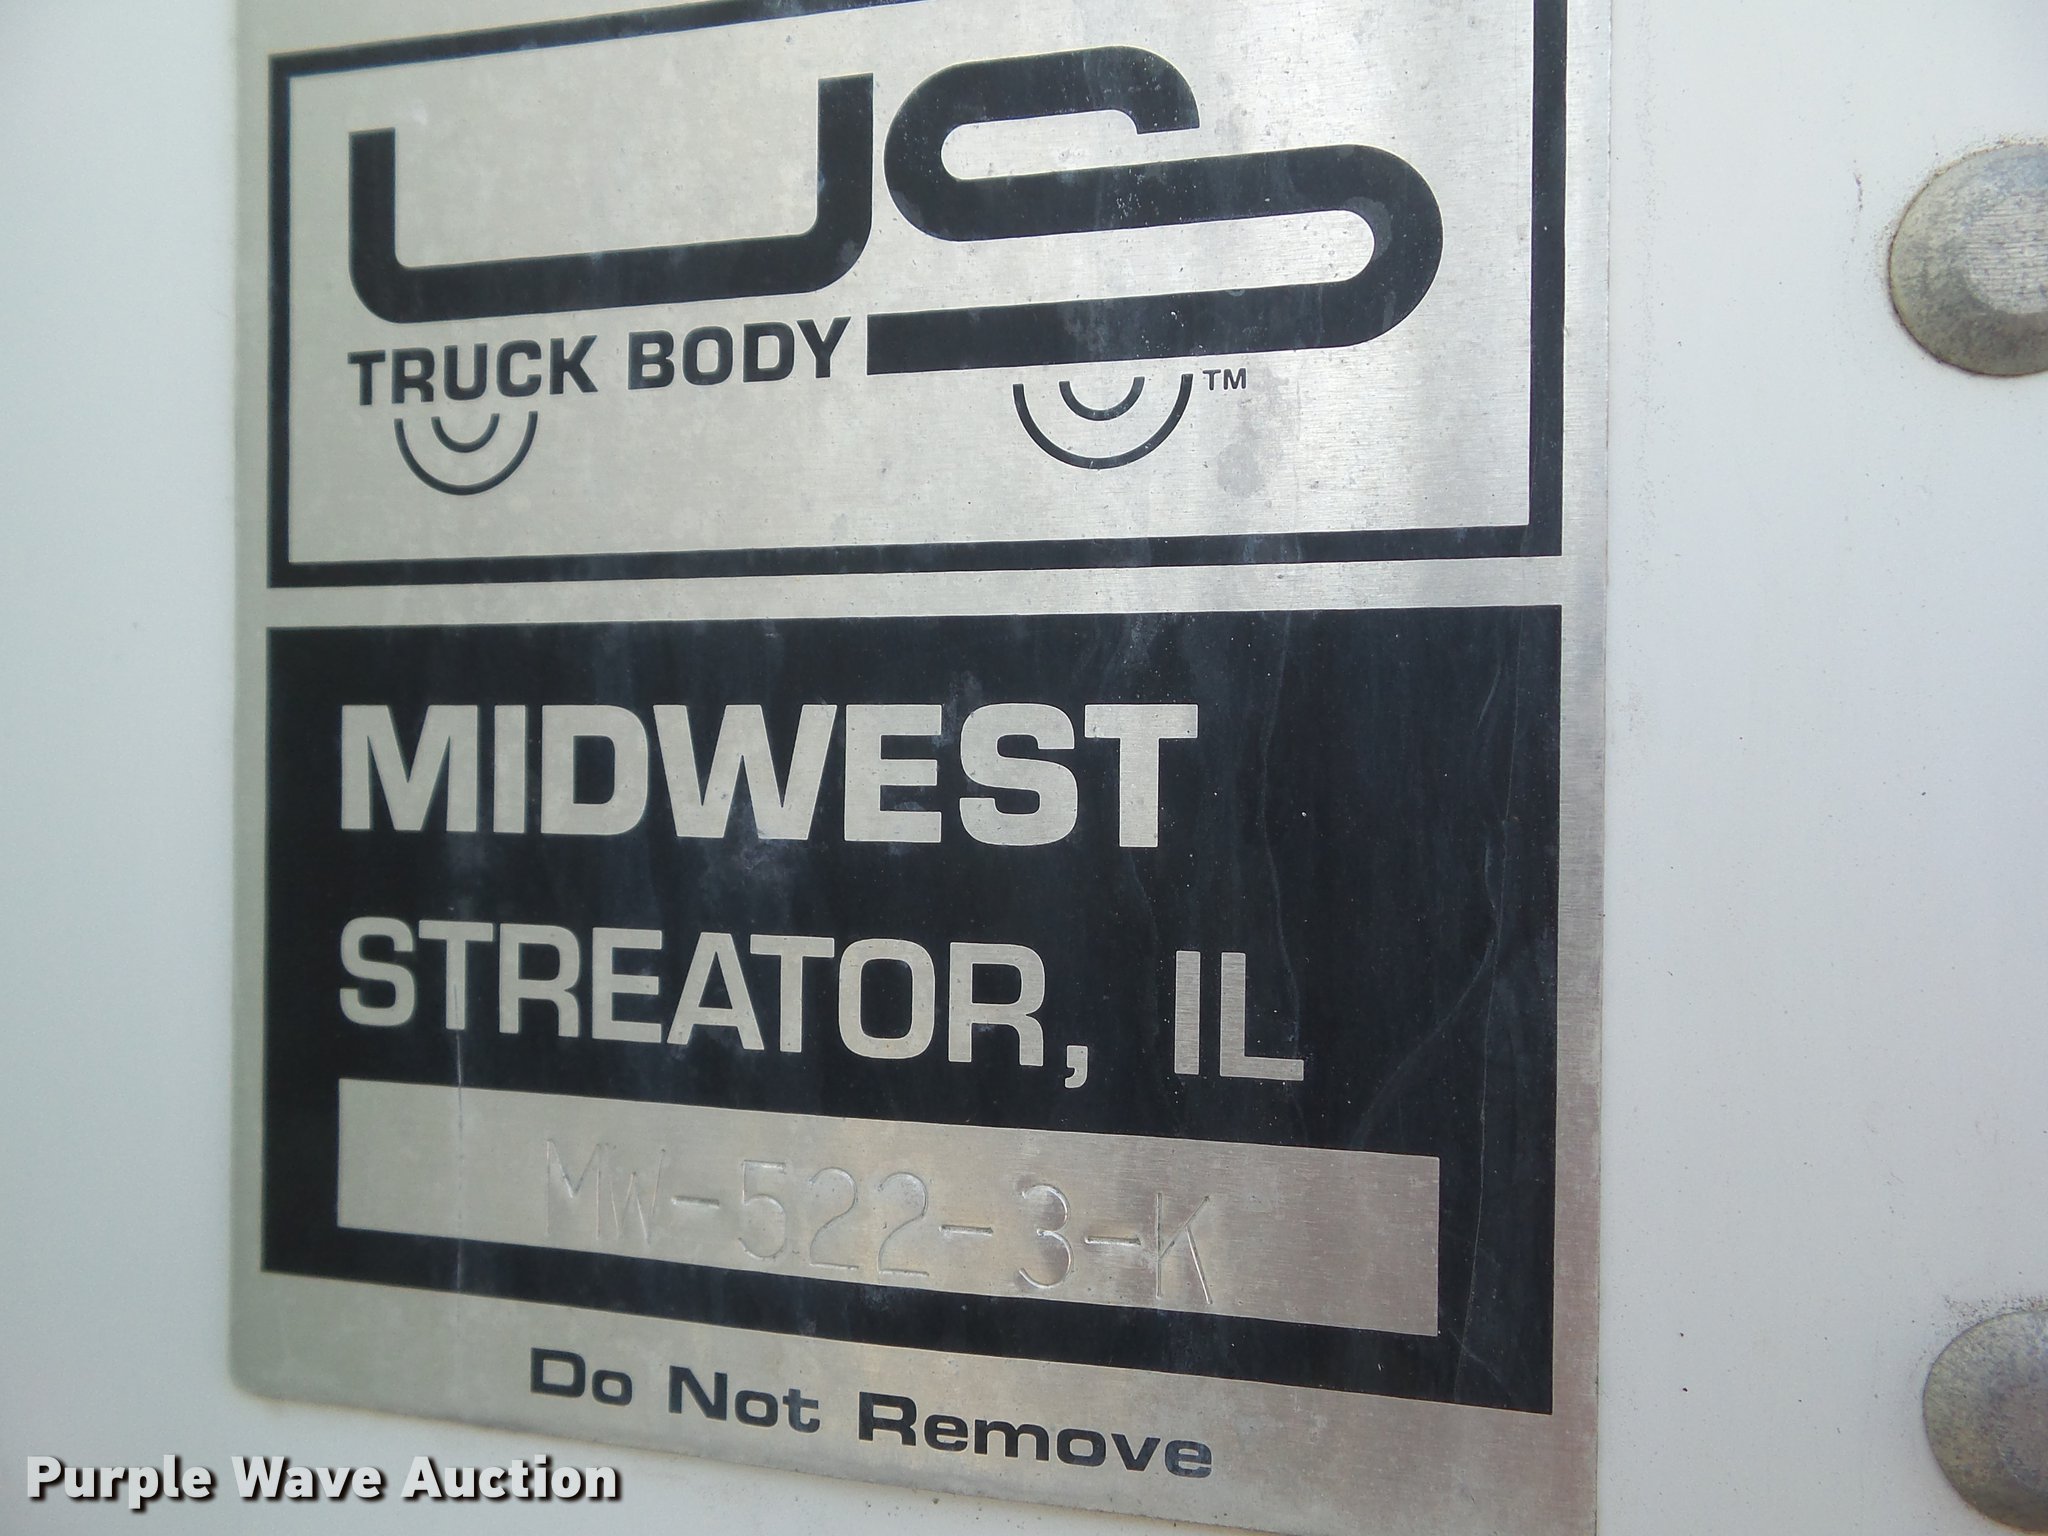 US
TRUCK BODY
TM
MIDWEST
STREATOR, IL
MW-522-3-K
Do Not Remove
Purple Wave Auction